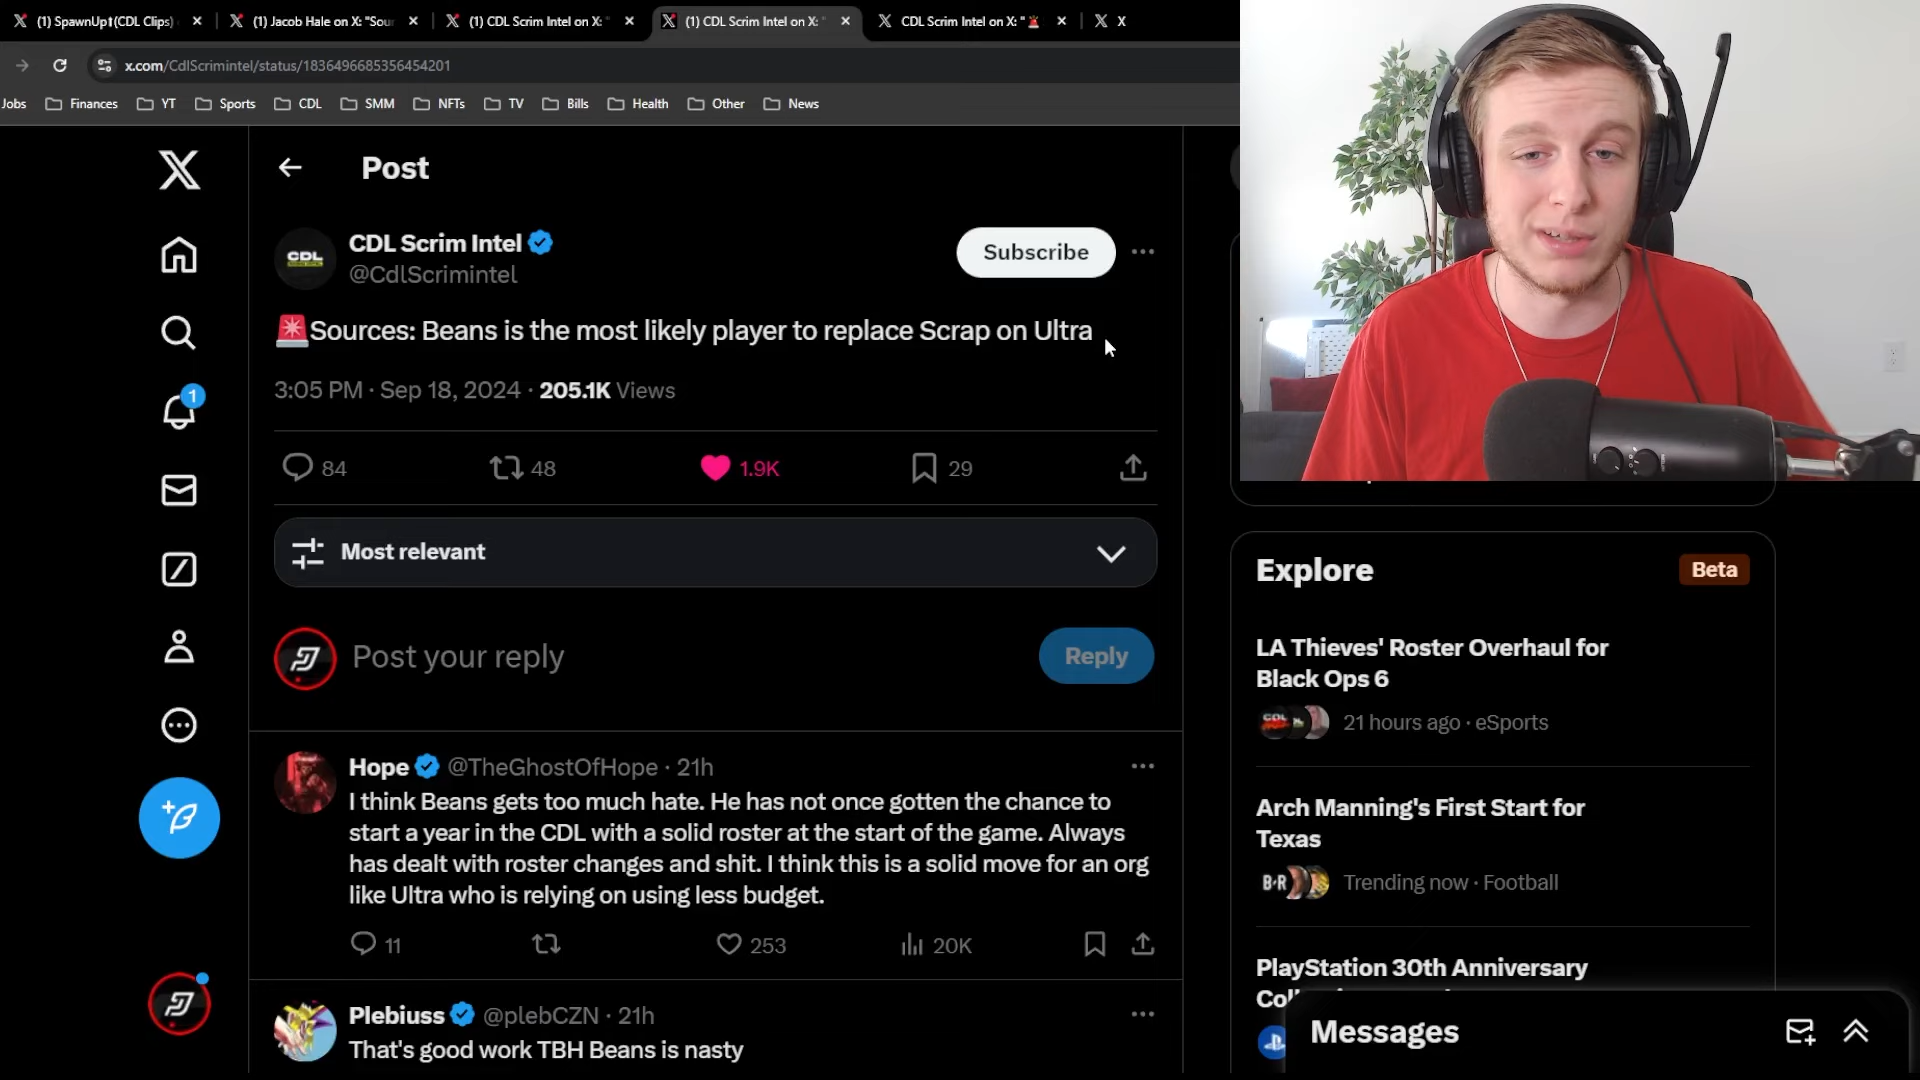 (1) SpawnUp⬆(CDL Clips)
(1) Jacob Hale on X: "Sour
(1) CDL Scrim Intel on X: "
(1) CDL Scrim Intel on X: "
CDL Scrim Intel on X: "🚨
X
x.com/CdlScrimintel/status/1836496685356454201
Jobs
Finances
YT
Sports
CDL
SMM
NFTs
TV
Bills
Health
Other
News
Post
CDL
CDL Scrim Intel
@CdlScrimintel
Subscribe
🚨Sources: Beans is the most likely player to replace Scrap on Ultra
3:05 PM · Sep 18, 2024 · 205.1K Views
84
48
1.9K
29
1
Most relevant
Post your reply
Reply
Hope @TheGhostOfHope · 21h
I think Beans gets too much hate. He has not once gotten the chance to
start a year in the CDL with a solid roster at the start of the game. Always
has dealt with roster changes and shit. I think this is a solid move for an org
like Ultra who is relying on using less budget.
11
253
20K
Plebiuss @plebCZN · 21h
That's good work TBH Beans is nasty
Explore
Beta
LA Thieves' Roster Overhaul for
Black Ops 6
21 hours ago · eSports
Arch Manning's First Start for
Texas
B·R
Trending now · Football
PlayStation 30th Anniversary
Messages